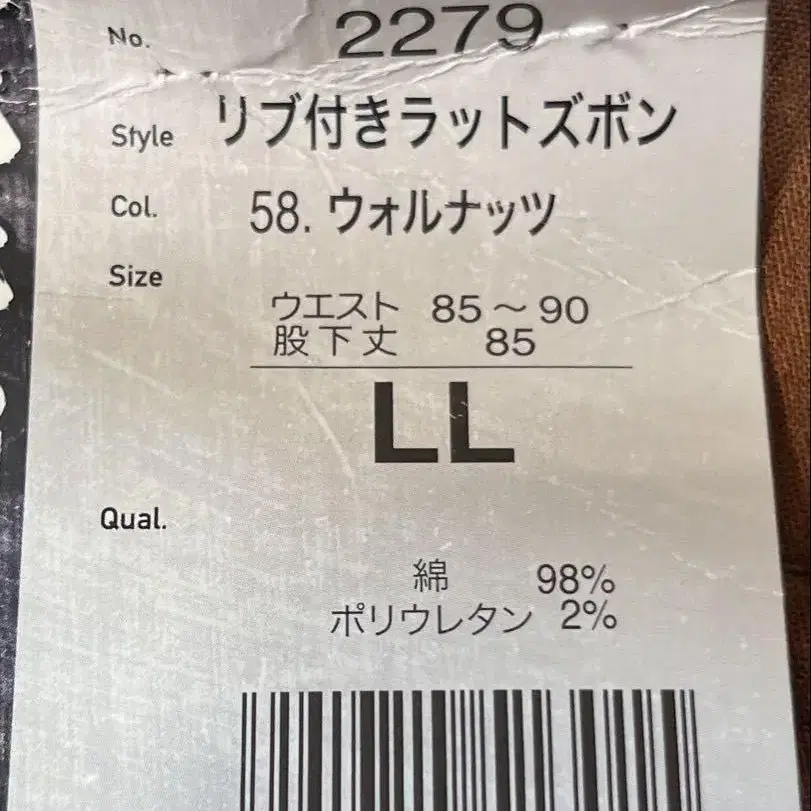 No. 2279
Style リブ付きラットズボン
Col. 58. ウォルナッツ
Size
ウエスト 85～90
股下丈 85
LL
Qual.
綿 98%
ポリウレタン 2%